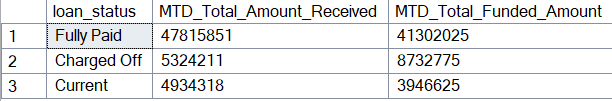 loan_status MTD_Total_Amount_Received MTD_Total_Funded_Amount
1 Fully Paid 47815851 41302025
2 Charged Off 5324211 8732775
3 Current 4934318 3946625